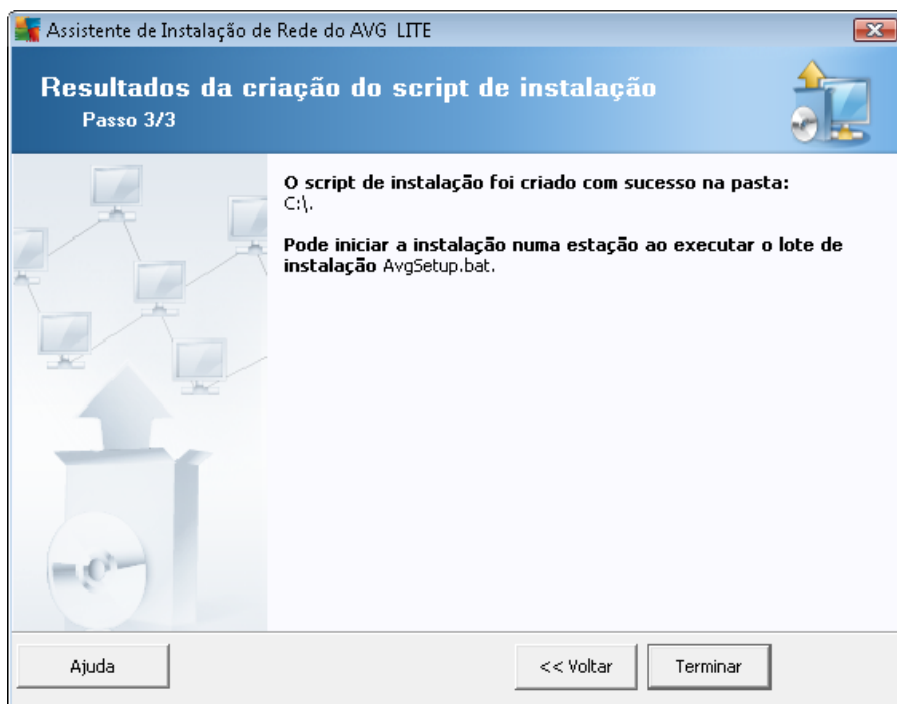 Assistente de Instalação de Rede do AVG LITE
Resultados da criação do script de instalação
Passo 3/3
O script de instalação foi criado com sucesso na pasta:
C:\.
Pode iniciar a instalação numa estação ao executar o lote de
instalação AvgSetup.bat.
Ajuda
<< Voltar
Terminar